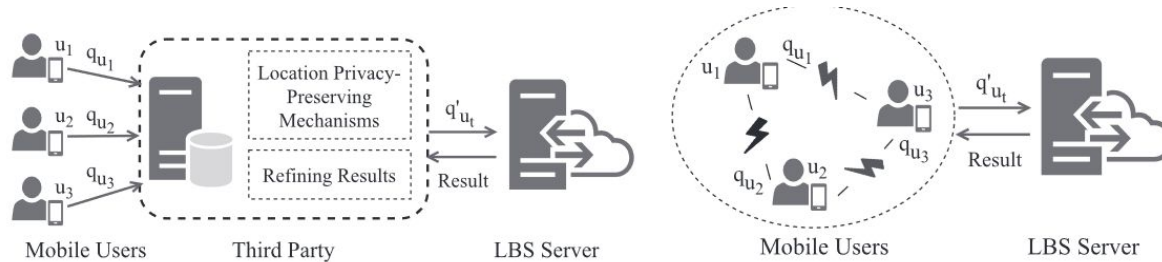 u1
qu1
u2
qu2
u3
qu3
Location Privacy-
Preserving
Mechanisms
Refining Results
q'ut
Result
Mobile Users
Third Party
LBS Server
u1
qu1
u3
qu3
u2
qu2
q'ut
Result
Mobile Users
LBS Server